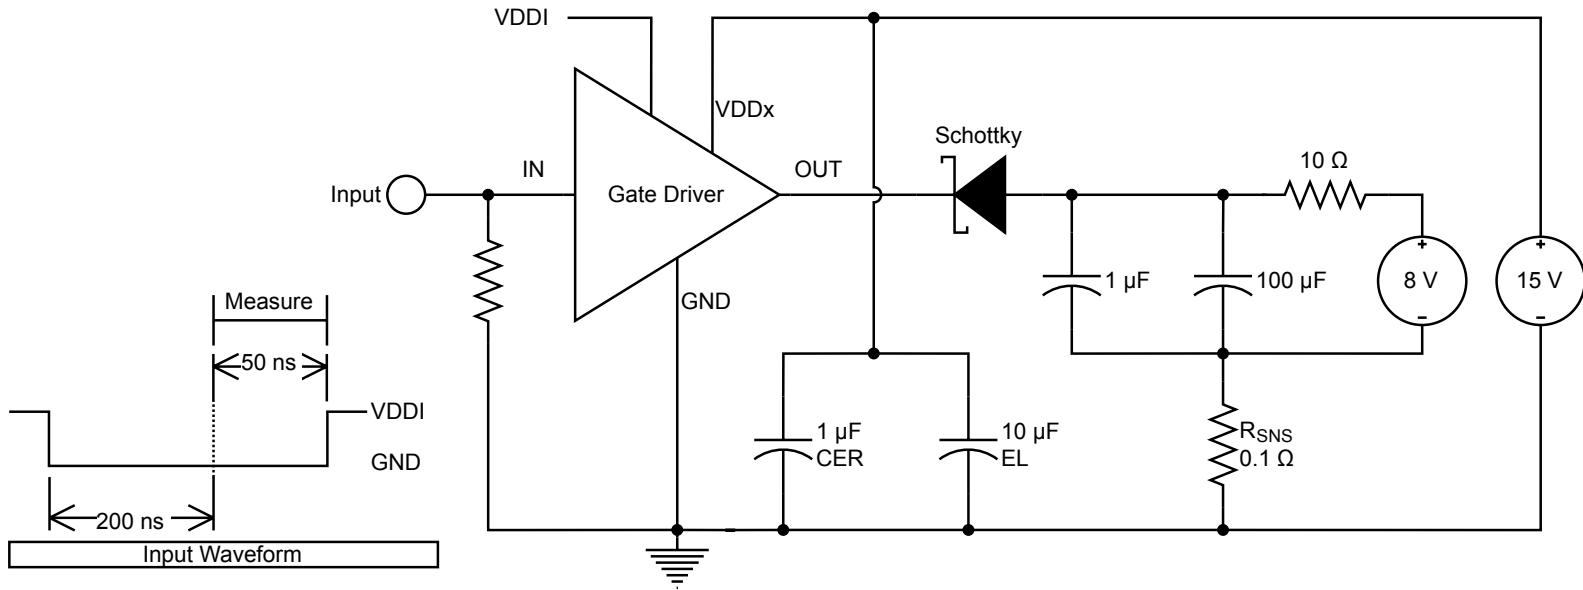 VDDI
VDDx
Schottky
IN
OUT
10 Ω
Input
Gate Driver
+
+
GND
1 µF
100 µF
8 V
15 V
−
−
Measure
50 ns
VDDI
1 µF
CER
10 µF
EL
RSNS
0.1 Ω
GND
200 ns
Input Waveform